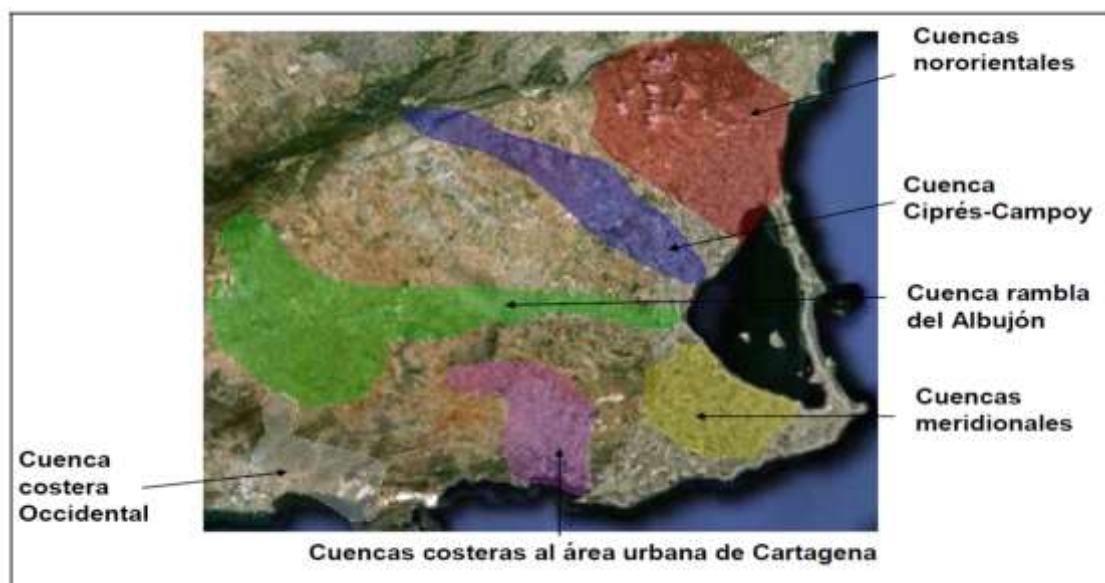 Cuencas
nororientales
Cuenca
Ciprés-Campoy
Cuenca rambla
del Albujón
Cuencas
meridionales
Cuenca
costera
Occidental
Cuencas costeras al área urbana de Cartagena